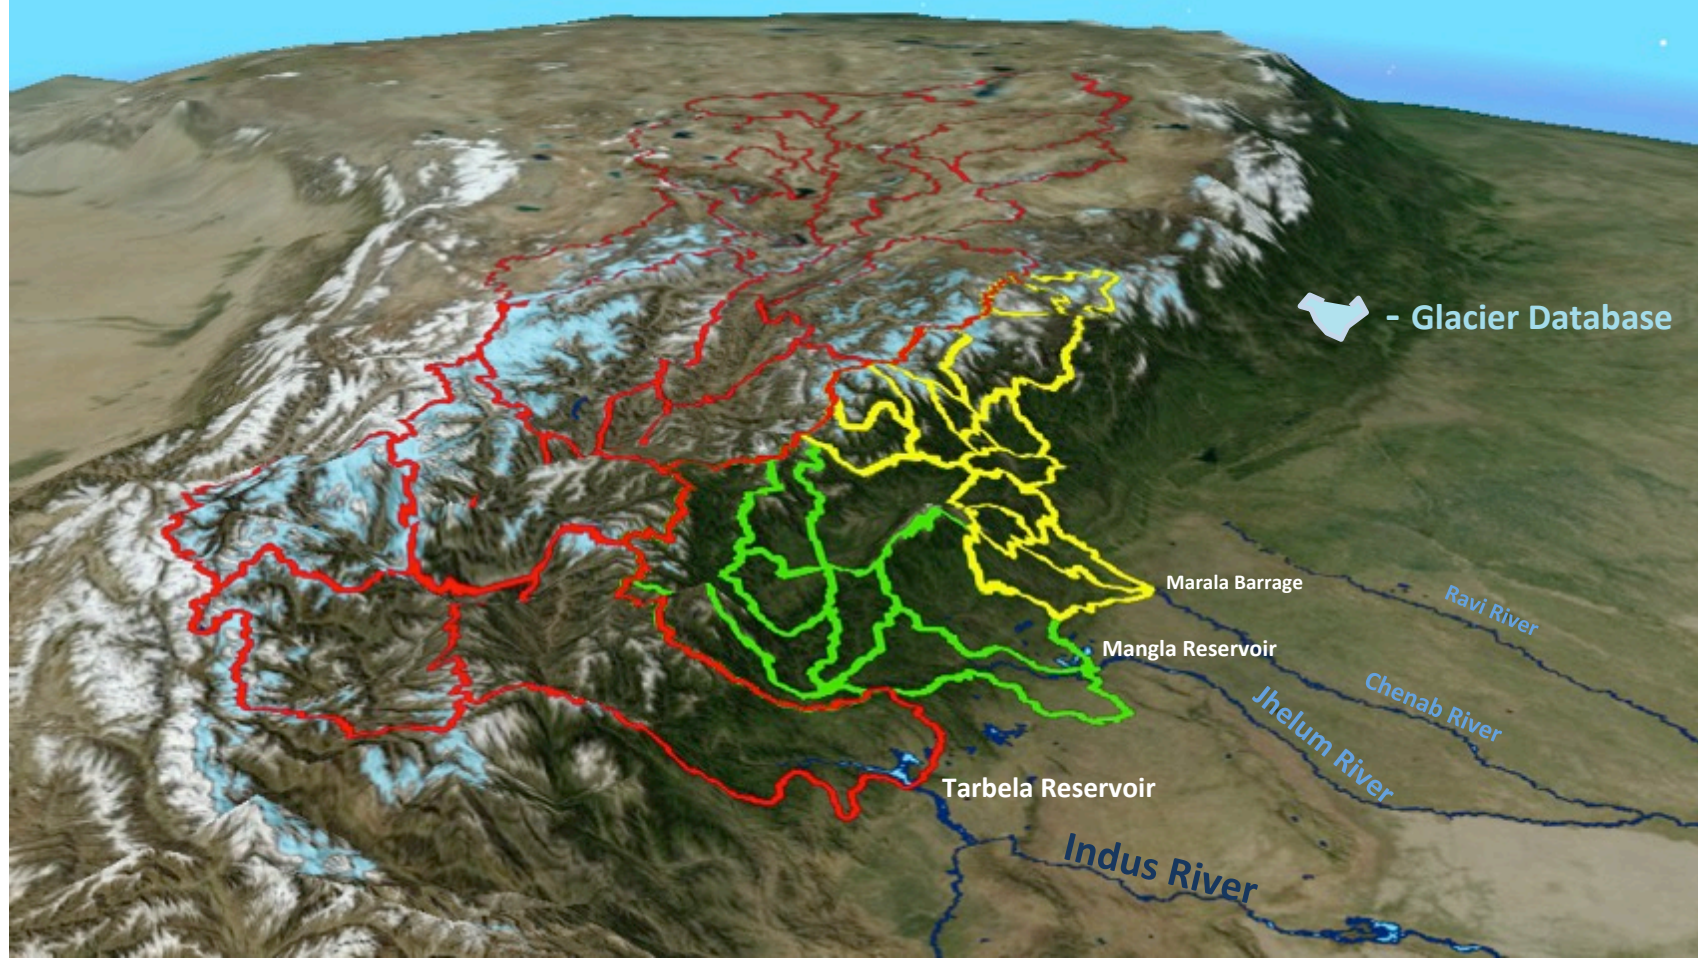 - Glacier Database
Marala Barrage
Ravi River
Mangla Reservoir
Chenab River
Jhelum River
Tarbela Reservoir
Indus River